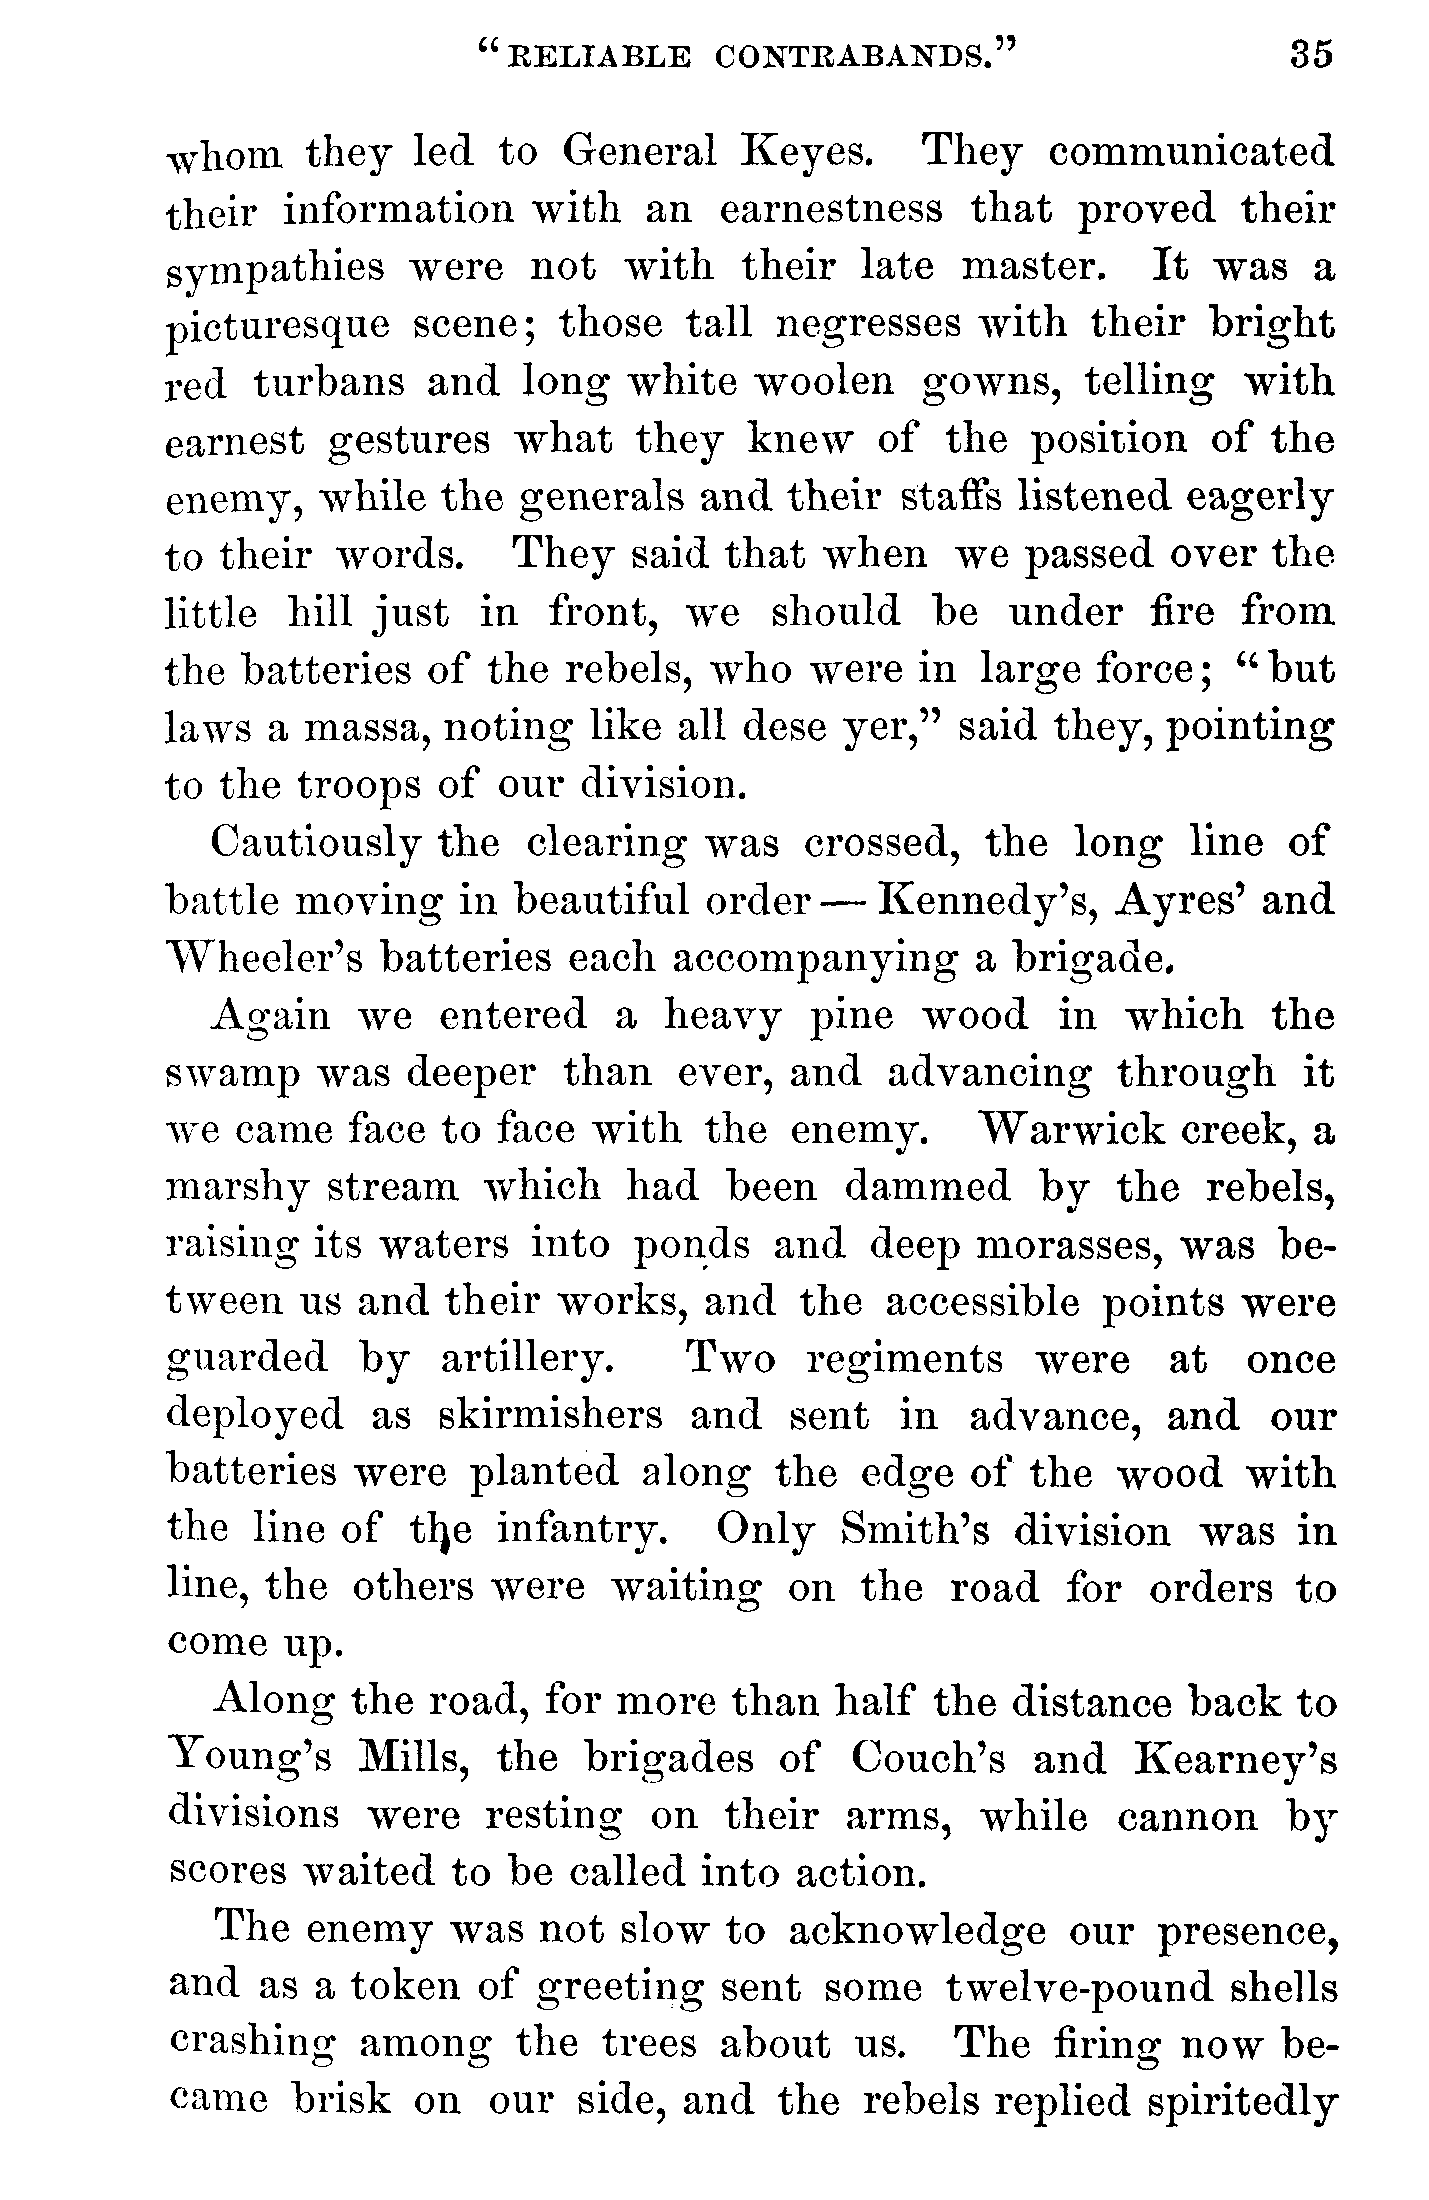 "RELIABLE CONTRABANDS." 35
whom they led to General Keyes. They communicated
their information with an earnestness that proved their
sympathies were not with their late master. It was a
picturesque scene; those tall negresses with their bright
red turbans and long white woolen gowns, telling with
earnest gestures what they knew of the position of the
enemy, while the generals and their staffs listened eagerly
to their words. They said that when we passed over the
little hill just in front, we should be under fire from
the batteries of the rebels, who were in large force; "but
laws a massa, noting like all dese yer," said they, pointing
to the troops of our division.
Cautiously the clearing was crossed, the long line of
battle moving in beautiful order — Kennedy's, Ayres' and
Wheeler's batteries each accompanying a brigade.
Again we entered a heavy pine wood in which the
swamp was deeper than ever, and advancing through it
we came face to face with the enemy. Warwick creek, a
marshy stream which had been dammed by the rebels,
raising its waters into ponds and deep morasses, was be-
tween us and their works, and the accessible points were
guarded by artillery. Two regiments were at once
deployed as skirmishers and sent in advance, and our
batteries were planted along the edge of the wood with
the line of the infantry. Only Smith's division was in
line, the others were waiting on the road for orders to
come up.
Along the road, for more than half the distance back to
Young's Mills, the brigades of Couch's and Kearney's
divisions were resting on their arms, while cannon by
scores waited to be called into action.
The enemy was not slow to acknowledge our presence,
and as a token of greeting sent some twelve-pound shells
crashing among the trees about us. The firing now be-
came brisk on our side, and the rebels replied spiritedly